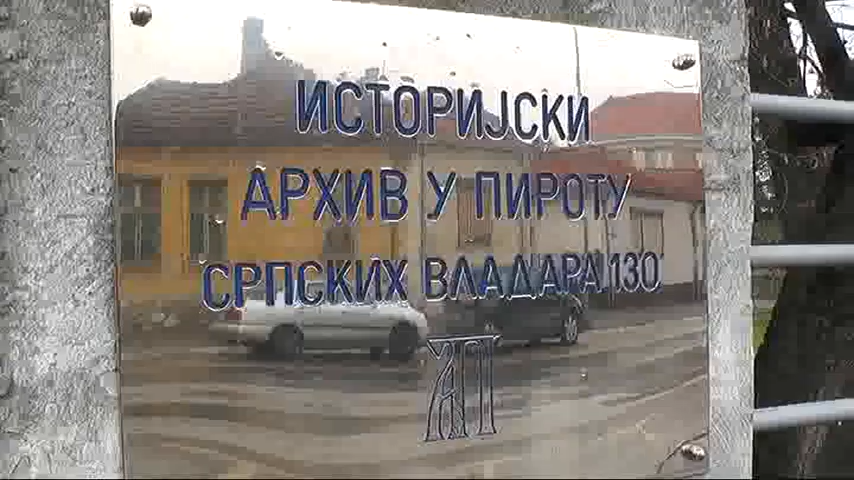 ИСТОРИЈСКИ
АРХИВ У ПИРОТУ
СРПСКИХ ВЛАДАРА 130
АП